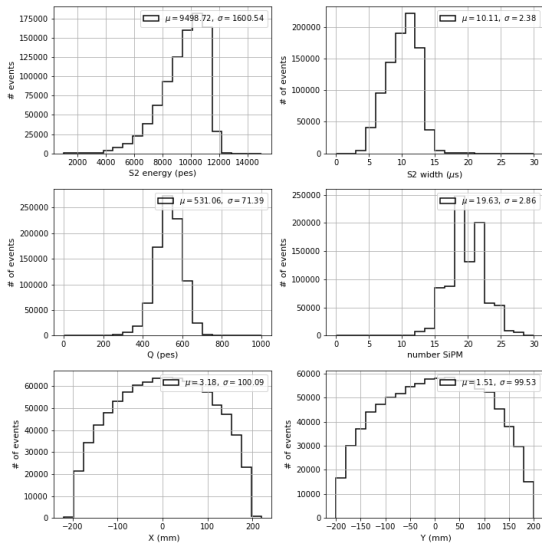 μ=9498.72, σ=1600.54
# events
175000
150000
125000
100000
75000
50000
25000
0
2000 4000 6000 8000 10000 12000 14000
S2 energy (pes)
μ=10.11, σ=2.38
# of events
200000
150000
100000
50000
0
0 5 10 15 20 25 30
S2 width (μs)
μ=531.06, σ=71.39
# of events
250000
200000
150000
100000
50000
0
0 200 400 600 800 1000
Q (pes)
μ=19.63, σ=2.86
# of events
250000
200000
150000
100000
50000
0
0 5 10 15 20 25 30
number SiPM
μ=3.18, σ=100.09
# of events
60000
50000
40000
30000
20000
10000
0
−200 −100 0 100 200
X (mm)
μ=1.51, σ=99.53
# of events
60000
50000
40000
30000
20000
10000
0
−200 −150 −100 −50 0 50 100 150 200
Y (mm)